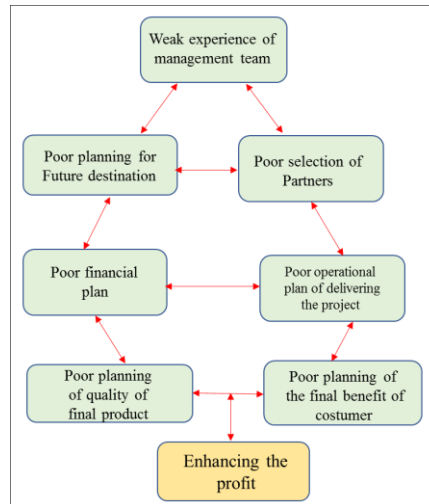 Weak experience of
management team
Poor planning for
Future destination
Poor selection of
Partners
Poor financial
plan
Poor operational
plan of delivering
the project
Poor planning
of quality of
final product
Poor planning of
the final benefit of
costumer
Enhancing the
profit